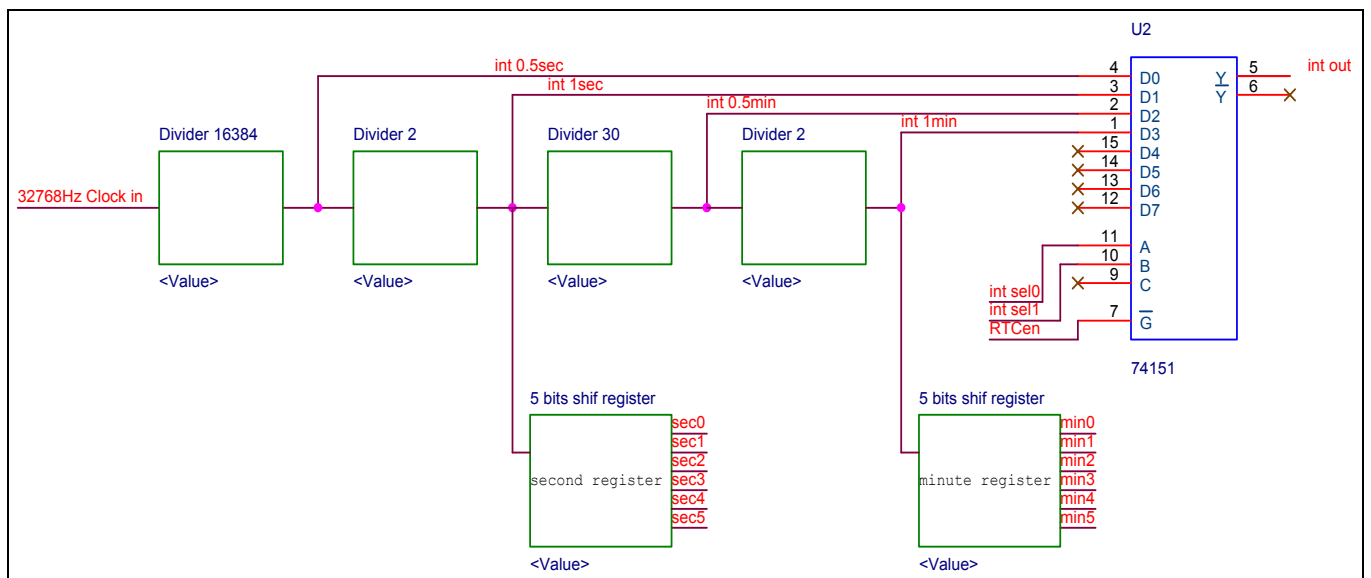 U2
int 0.5sec
int 1sec
int 0.5min
int 1min
int out
4
3
2
1
15
14
13
12
11
10
9
7
5
6
D0
D1
D2
D3
D4
D5
D6
D7
A
B
C
G
Y
Y
Divider 16384
Divider 2
Divider 30
Divider 2
32768Hz Clock in
<Value>
<Value>
<Value>
<Value>
int sel0
int sel1
RTCen
74151
5 bits shif register
5 bits shif register
sec0
sec1
sec2
sec3
sec4
sec5
second register
min0
min1
min2
min3
min4
min5
minute register
<Value>
<Value>